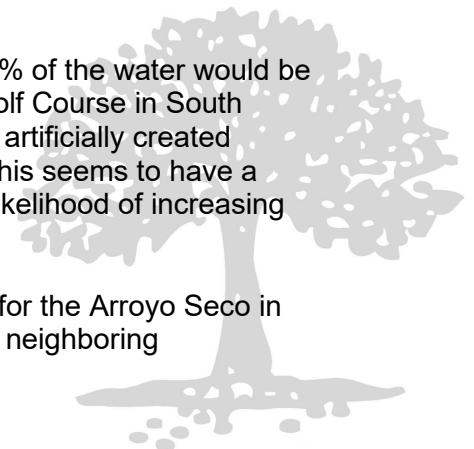 % of the water would be
olf Course in South
artificially created
his seems to have a
kelihood of increasing
for the Arroyo Seco in
neighboring